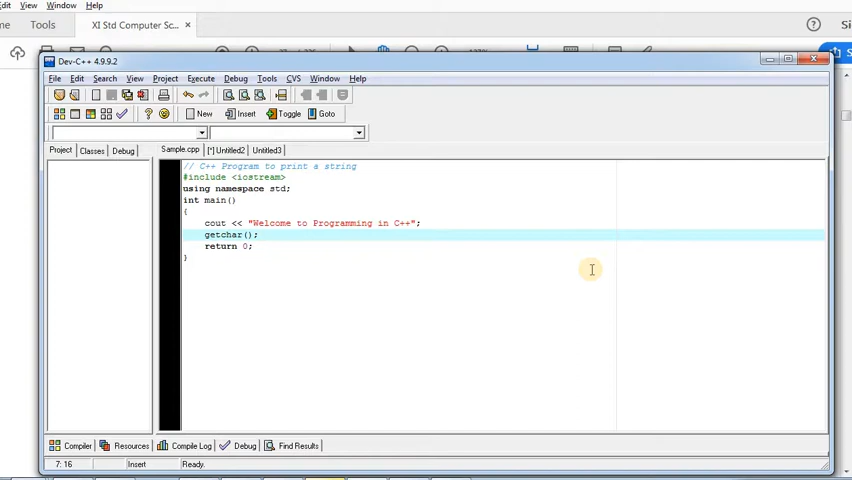 Edit View Window Help
me Tools XI Std Computer Sc... ×
Dev-C++ 4.9.9.2
File Edit Search View Project Execute Debug Tools CVS Window Help
New Insert Toggle Goto
Project Classes Debug Sample.cpp [*] Untitled2 Untitled3
// C++ Program to print a string
#include <iostream>
using namespace std;
int main()
{
cout << "Welcome to Programming in C++";
getchar();
return 0;
}
Compiler Resources Compile Log Debug Find Results
7: 16 Insert Ready.